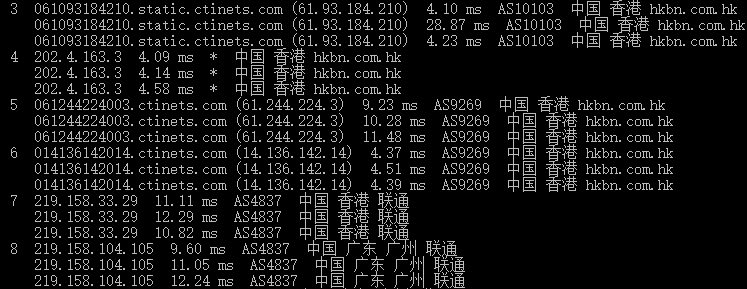 3 061093184210.static.ctinets.com (61.93.184.210) 4.10 ms AS10103 中国 香港 hkbn.com.hk
061093184210.static.ctinets.com (61.93.184.210) 28.87 ms AS10103 中国 香港 hkbn.com.hk
061093184210.static.ctinets.com (61.93.184.210) 4.23 ms AS10103 中国 香港 hkbn.com.hk
4 202.4.163.3 4.09 ms * 中国 香港 hkbn.com.hk
202.4.163.3 4.14 ms * 中国 香港 hkbn.com.hk
202.4.163.3 4.58 ms * 中国 香港 hkbn.com.hk
5 061244224003.ctinets.com (61.244.224.3) 9.23 ms AS9269 中国 香港 hkbn.com.hk
061244224003.ctinets.com (61.244.224.3) 10.28 ms AS9269 中国 香港 hkbn.com.hk
061244224003.ctinets.com (61.244.224.3) 11.48 ms AS9269 中国 香港 hkbn.com.hk
6 014136142014.ctinets.com (14.136.142.14) 4.37 ms AS9269 中国 香港 hkbn.com.hk
014136142014.ctinets.com (14.136.142.14) 4.51 ms AS9269 中国 香港 hkbn.com.hk
014136142014.ctinets.com (14.136.142.14) 4.39 ms AS9269 中国 香港 hkbn.com.hk
7 219.158.33.29 11.11 ms AS4837 中国 香港 联通
219.158.33.29 12.29 ms AS4837 中国 香港 联通
219.158.33.29 10.82 ms AS4837 中国 香港 联通
8 219.158.104.105 9.60 ms AS4837 中国 广东 广州 联通
219.158.104.105 11.05 ms AS4837 中国 广东 广州 联通
219.158.104.105 12.24 ms AS4837 中国 广东 广州 联通